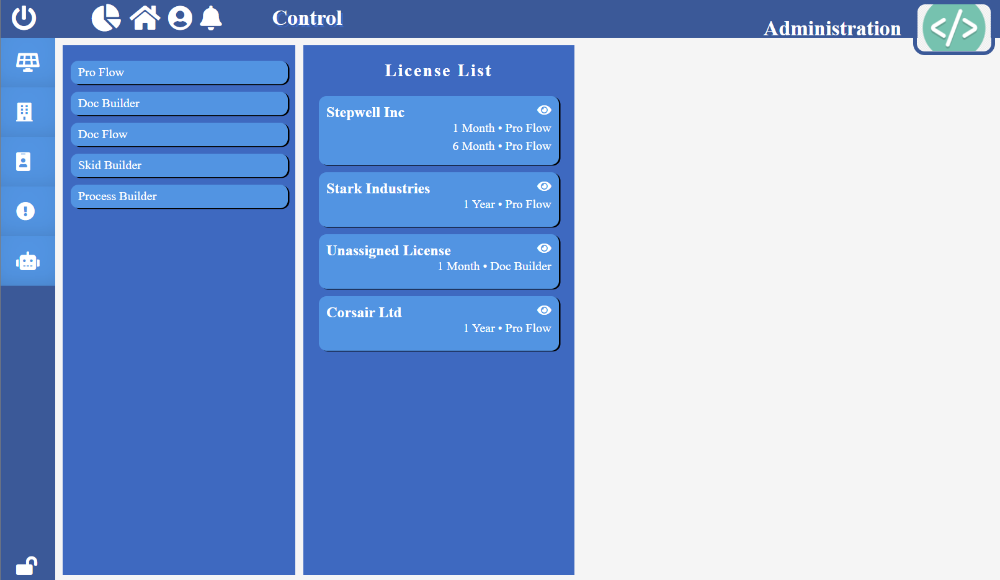 Control
Administration
</>
Pro Flow
Doc Builder
Doc Flow
Skid Builder
Process Builder
License List
Stepwell Inc
1 Month • Pro Flow
6 Month • Pro Flow
Stark Industries
1 Year • Pro Flow
Unassigned License
1 Month • Doc Builder
Corsair Ltd
1 Year • Pro Flow